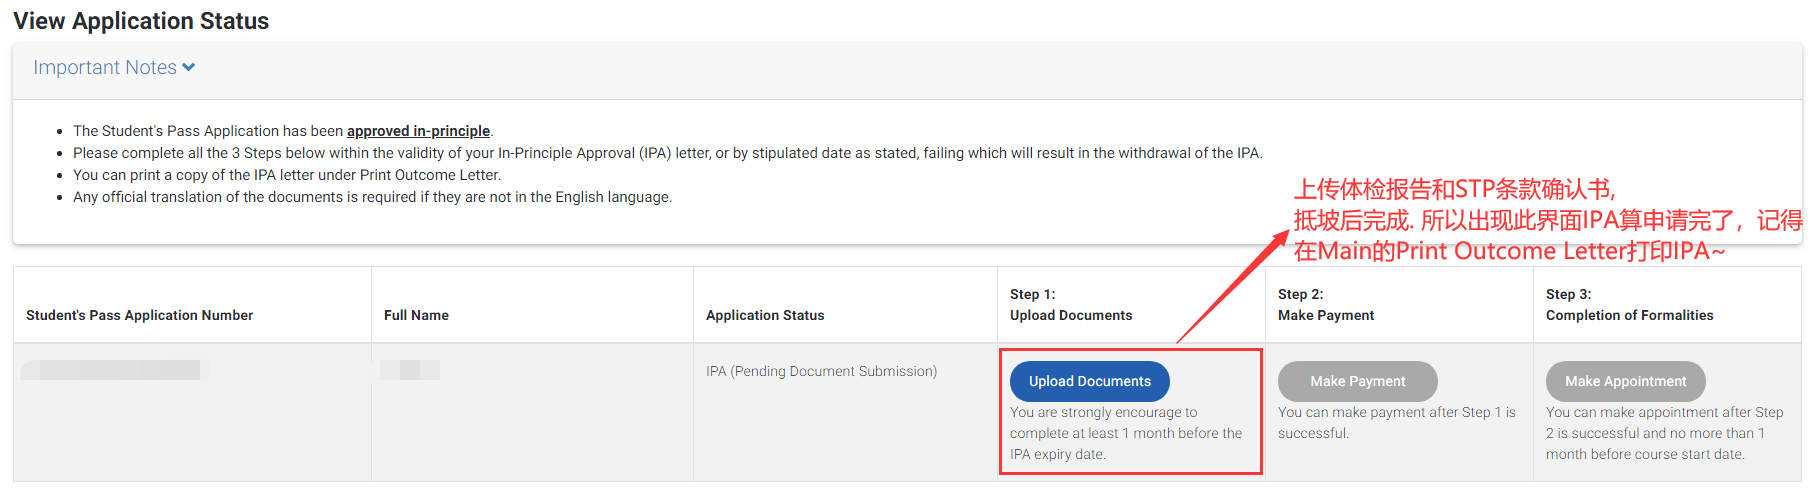 View Application Status
Important Notes
The Student's Pass Application has been approved in-principle.
Please complete all the 3 Steps below within the validity of your In-Principle Approval (IPA) letter, or by stipulated date as stated, failing which will result in the withdrawal of the IPA.
You can print a copy of the IPA letter under Print Outcome Letter.
Any official translation of the documents is required if they are not in the English language.
上传体检报告和STP条款确认书,
抵坡后完成. 所以出现此界面IPA算申请完了，记得
在Main的Print Outcome Letter打印IPA~
Student's Pass Application Number
Full Name
Application Status
Step 1:
Upload Documents
Step 2:
Make Payment
Step 3:
Completion of Formalities
IPA (Pending Document Submission)
Upload Documents
You are strongly encourage to
complete at least 1 month before the
IPA expiry date.
Make Payment
You can make payment after Step 1 is
successful.
Make Appointment
You can make appointment after Step
2 is successful and no more than 1
month before course start date.